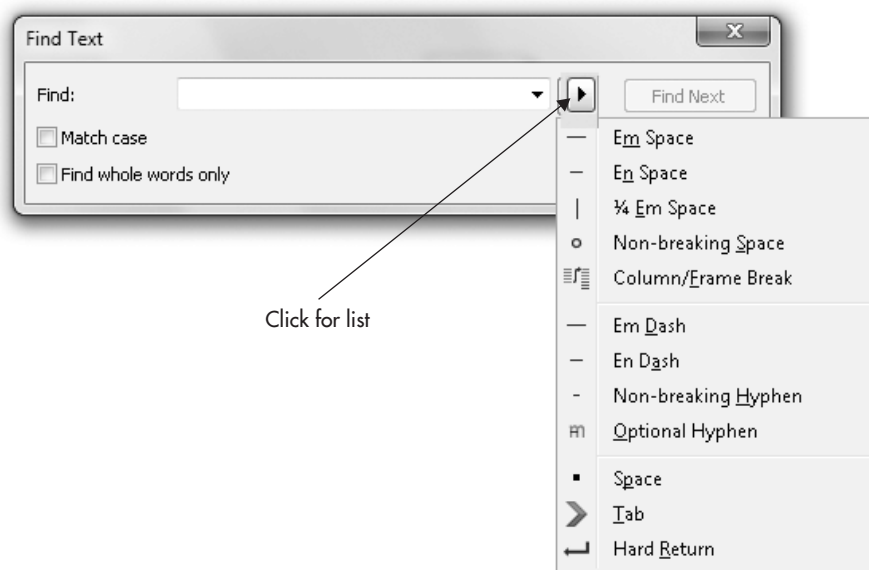 Find Text
Find:
Find Next
Match case
Find whole words only
Click for list
Em Space
En Space
¼ Em Space
Non-breaking Space
Column/Frame Break
Em Dash
En Dash
Non-breaking Hyphen
Optional Hyphen
Space
Tab
Hard Return